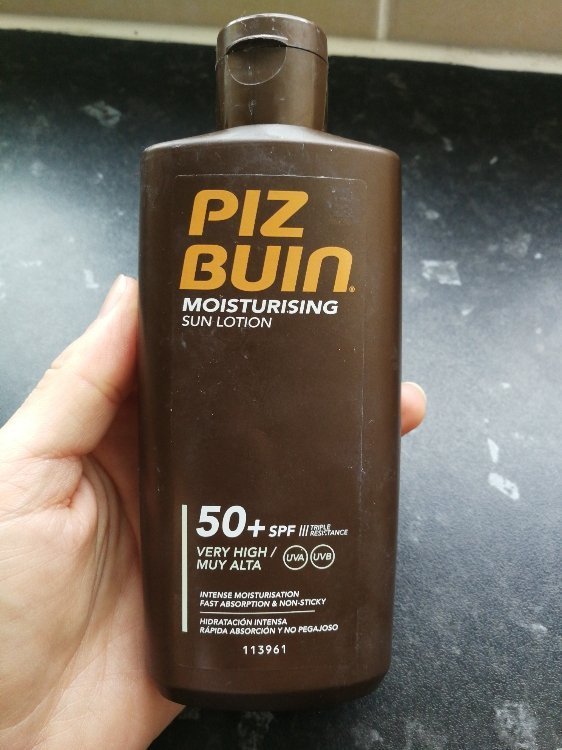 PIZ
BUIN®
MOISTURISING
SUN LOTION
50+ SPF TRIPLE
RESISTANCE
VERY HIGH /
MUY ALTA
UVA UVB
INTENSE MOISTURISATION
FAST ABSORPTION & NON-STICKY
HIDRATACIÓN INTENSA
RÁPIDA ABSORCIÓN Y NO PEGAJOSO
113961